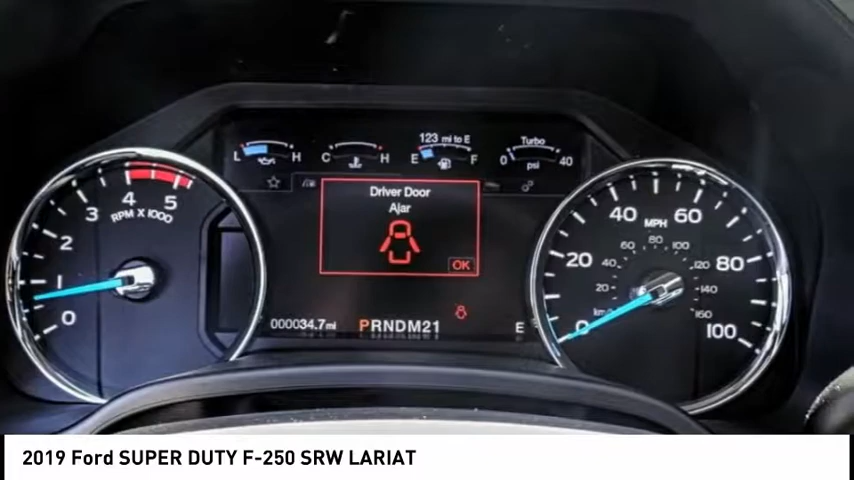 123 mi to E
Turbo
L H C H E F 0 psi 40
Driver Door
Ajar
OK
000034.7mi PRNDM21 E
0 1 2 3 4 5
RPM X 1000
0 20 40 60 80 100
MPH
20 40 60 80 100 120 140 160
2019 Ford SUPER DUTY F-250 SRW LARIAT